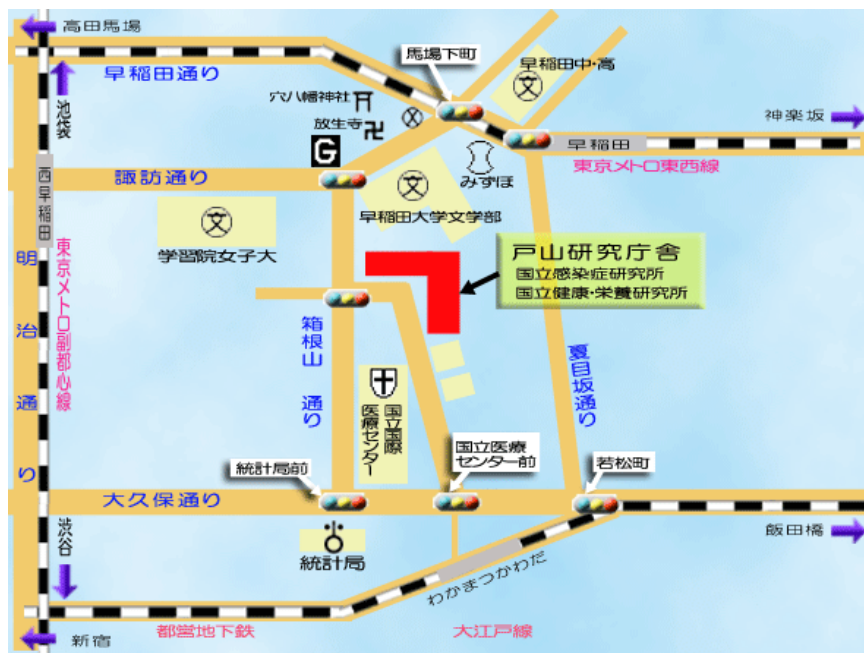 高田馬場
早稲田通り
馬場下町
早稲田中・高
文
穴八幡神社
放生寺
神楽坂
早稲田
東京メトロ東西線
池袋
G
みずほ
諏訪通り
文
早稲田大学文学部
西早稲田
文
学習院女子大
戸山研究庁舎
国立感染症研究所
国立健康・栄養研究所
東京メトロ副都心線
明治通り
箱根山 通り
夏目坂通り
国立国際
医療センター
統計局前
国立医療
センター前
若松町
大久保通り
飯田橋
渋谷
統計局
わかまつかわだ
新宿
都営地下鉄 大江戸線